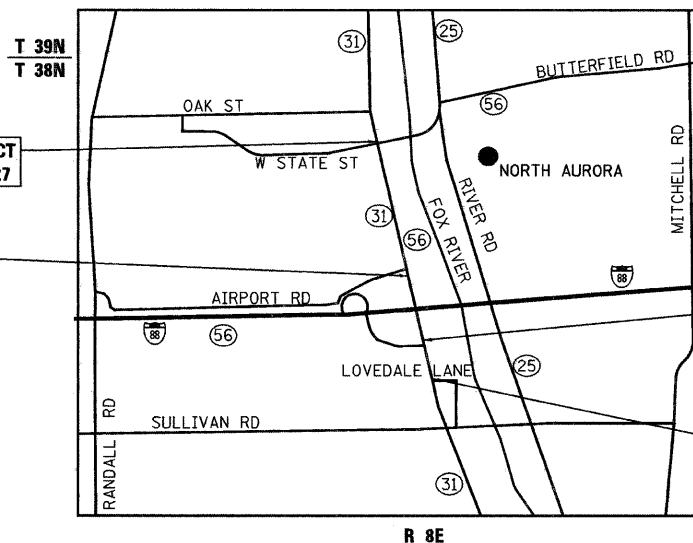 T 39N
T 38N
31
25
BUTTERFIELD RD
56
OAK ST
CT
27
W STATE ST
NORTH AURORA
MITCHELL RD
RIVER RD
FOX RIVER
31
56
AIRPORT RD
88
88
56
LOVEDALE LANE
25
SULLIVAN RD
RANDALL RD
31
R 8E